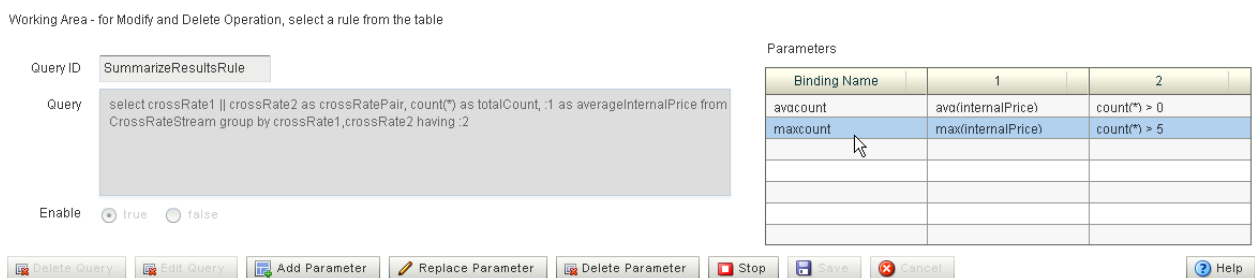 Working Area - for Modify and Delete Operation, select a rule from the table
Query ID SummarizeResultsRule
Query select crossRate1 || crossRate2 as crossRatePair, count(*) as totalCount, :1 as averageInternalPrice from
CrossRateStream group by crossRate1,crossRate2 having :2
Enable true false
Parameters
Binding Name 1 2
avgcount avg(internalPrice) count(*) > 0
maxcount max(internalPrice) count(*) > 5
Delete Query Edit Query Add Parameter Replace Parameter Delete Parameter Stop Save Cancel Help